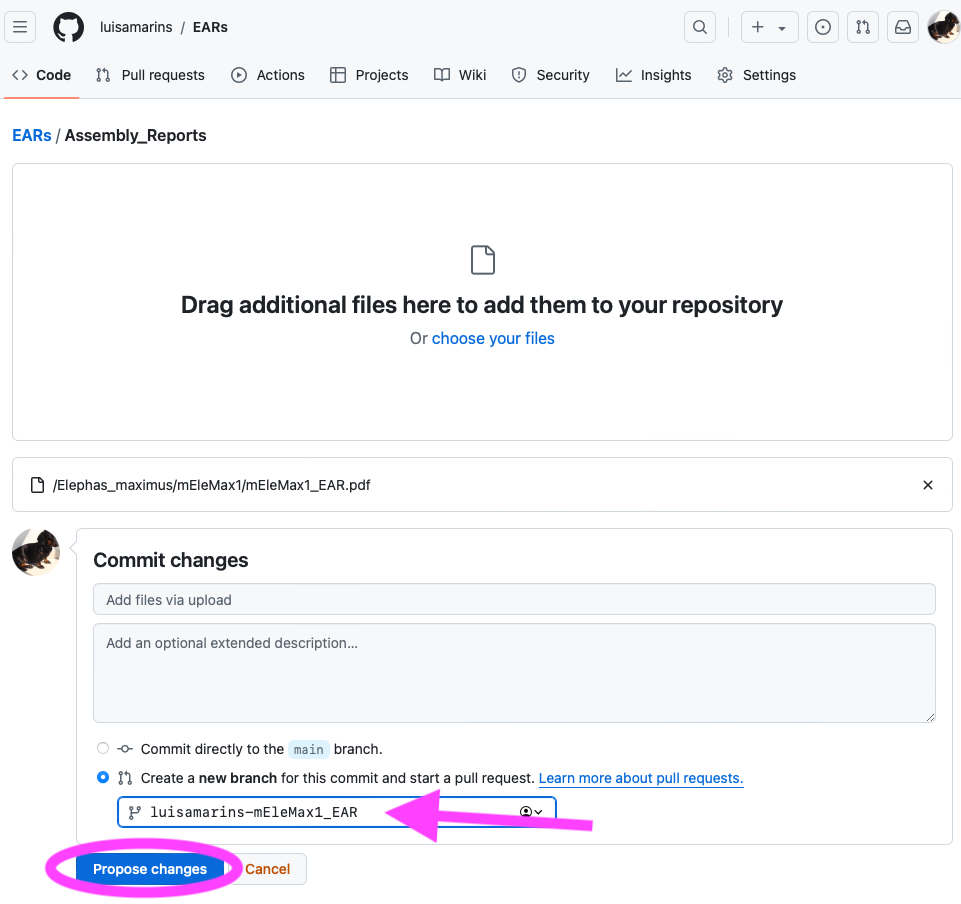 luisamarins / EARs
Code Pull requests Actions Projects Wiki Security Insights Settings
EARs / Assembly_Reports
Drag additional files here to add them to your repository
Or choose your files
/Elephas_maximus/mEleMax1/mEleMax1_EAR.pdf
Commit changes
Add files via upload
Add an optional extended description...
Commit directly to the main branch.
Create a new branch for this commit and start a pull request. Learn more about pull requests.
luisamarins-mEleMax1_EAR
Propose changes Cancel